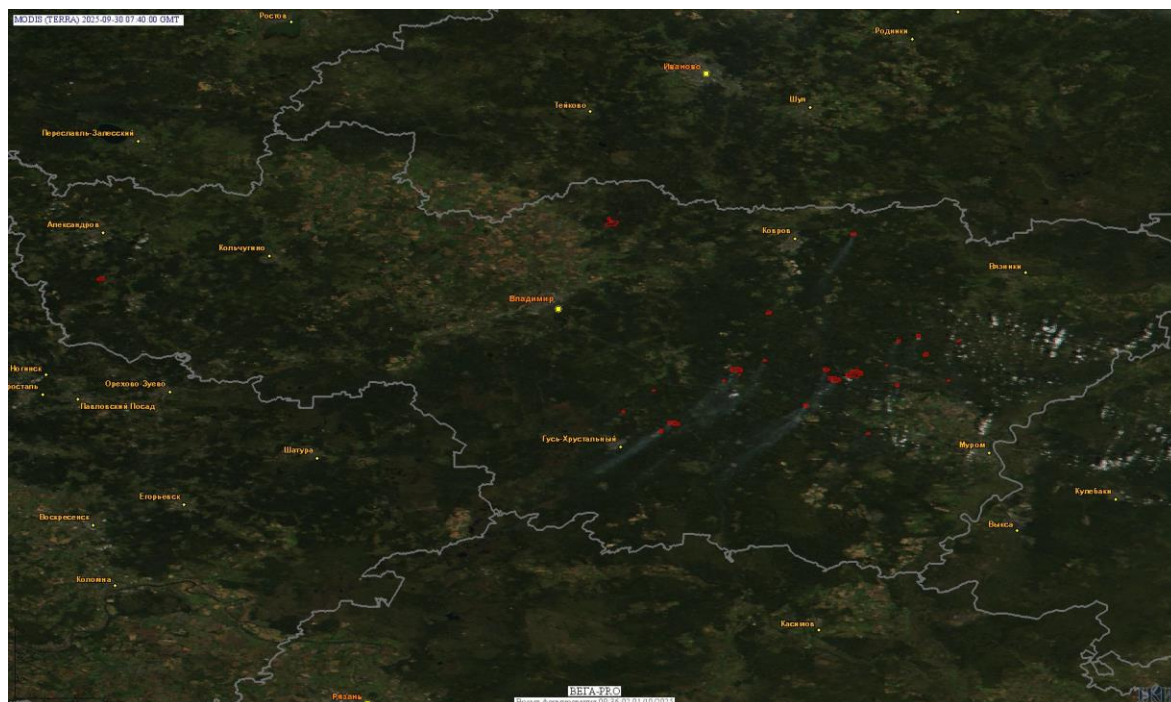 MODIS (TERRA) 2025-09-30 07:40:00 GMT
Ростов
Родники
Иваново
Тейково
Шуя
Переславль-Залесский
Александров
Кольчугино
Ковров
Вязники
Владимир
Ногинск
Орехово-Зуево
Павловский Посад
Гусь-Хрустальный
Муром
Шатура
Егорьевск
Кулебаки
Воскресенск
Выкса
Коломна
Касимов
Рязань
ВЕГА-PRO